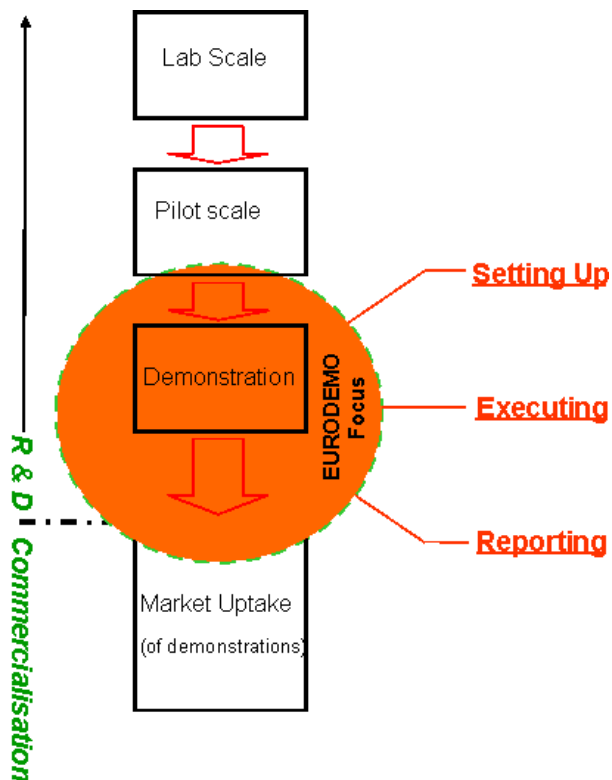 Lab Scale
Pilot scale
Setting Up
Demonstration
EURODEMO
Focus
Executing
R & D Commercialisation
Reporting
Market Uptake
(of demonstrations)